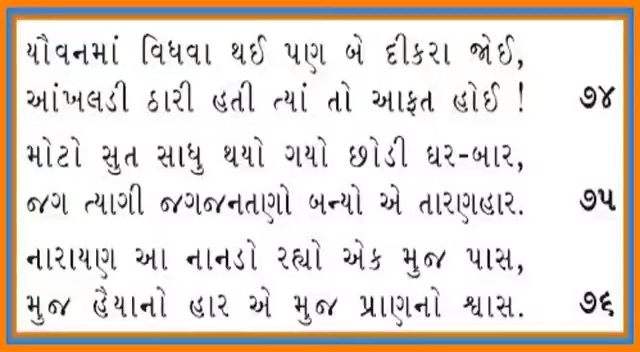 યૌવનમાં વિધવા થઈ પણ બે દીકરા જોઈ,
આંખલડી ઠારી હતી ત્યાં તો આફત હોઈ ! ૭૪
મોટો સુત સાધુ થયો ગયો છોડી ઘર-બાર,
જગ ત્યાગી જગજનતણો બન્યો એ તારણહાર. ૭૫
નારાયણ આ નાનડો રહ્યો એક મુજ પાસ,
મુજ હૈયાનો હાર એ મુજ પ્રાણનો શ્વાસ. ૭૬